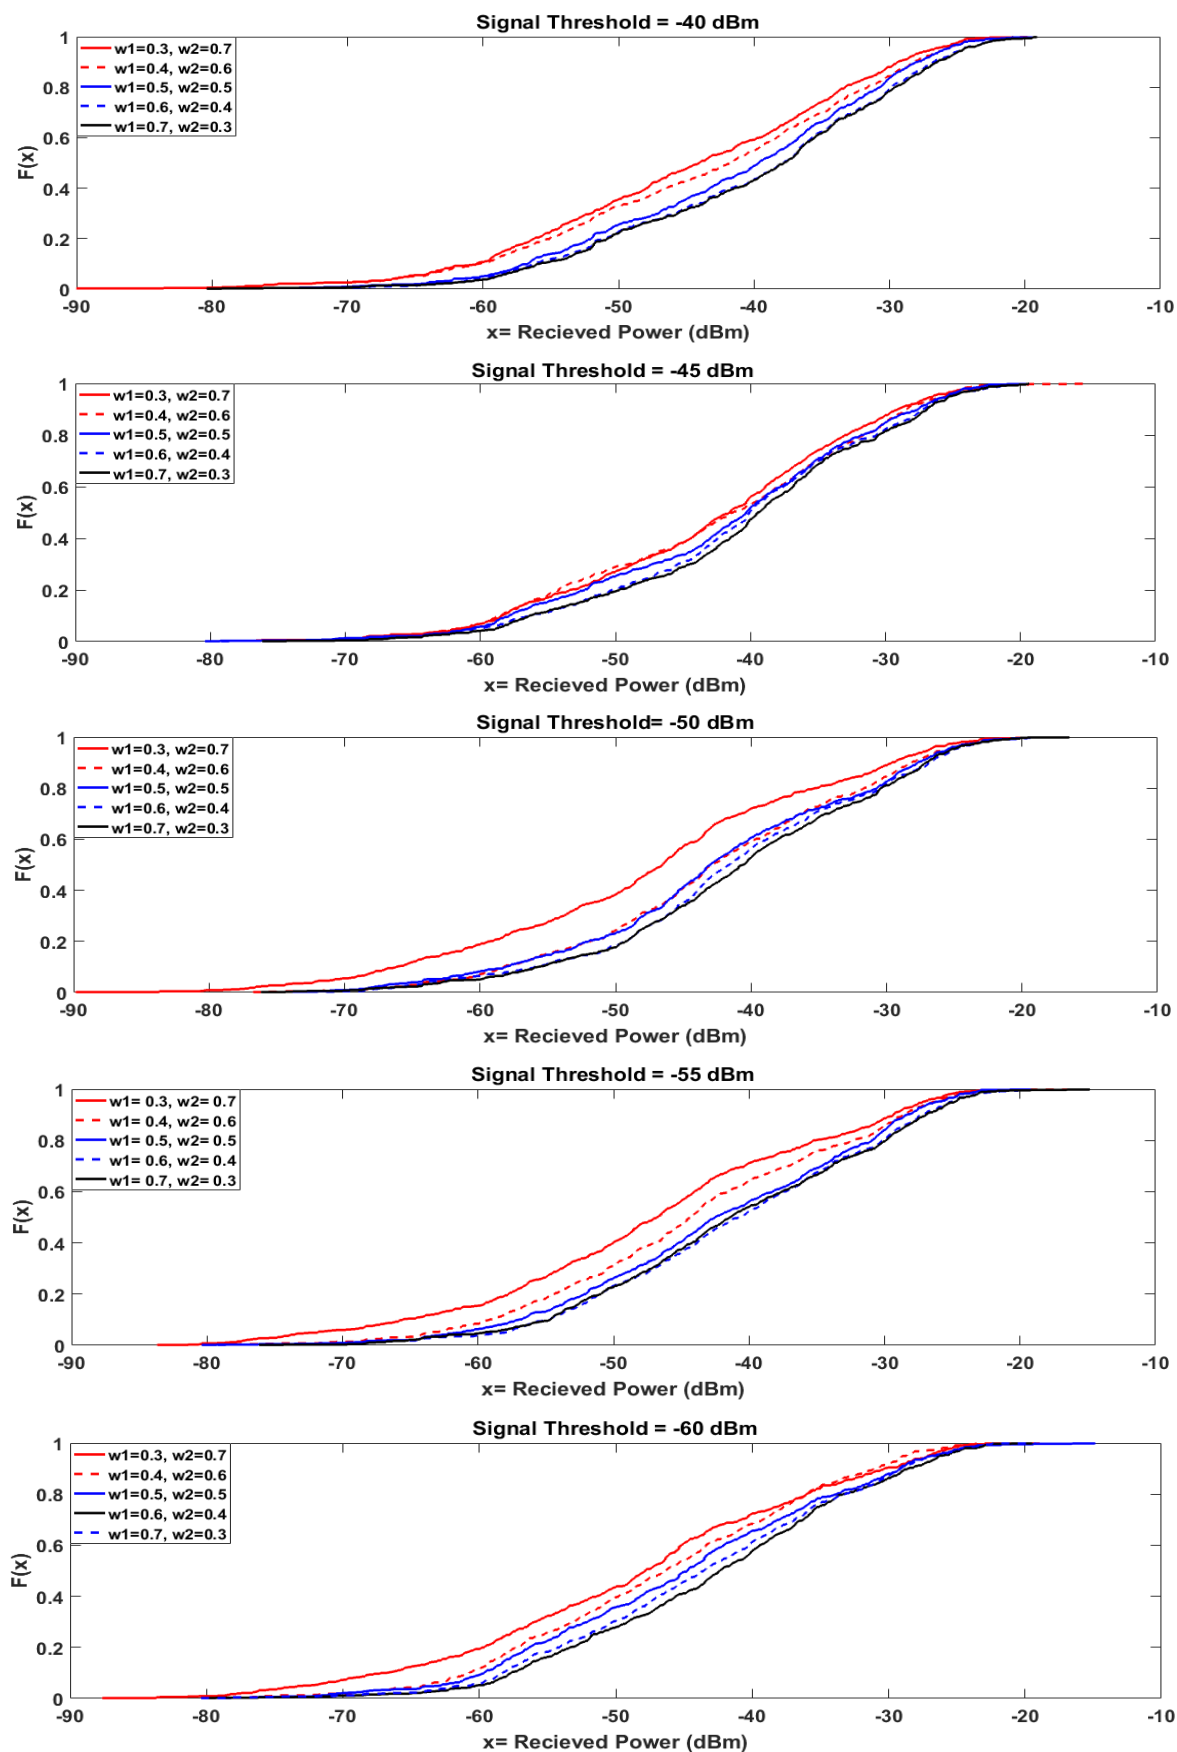 Signal Threshold = -40 dBm
1
0.8
0.6
0.4
0.2
0
F(x)
w1=0.3, w2=0.7
w1=0.4, w2=0.6
w1=0.5, w2=0.5
w1=0.6, w2=0.4
w1=0.7, w2=0.3
-90 -80 -70 -60 -50 -40 -30 -20 -10
x= Recieved Power (dBm)
Signal Threshold = -45 dBm
1
0.8
0.6
0.4
0.2
0
F(x)
w1=0.3, w2=0.7
w1=0.4, w2=0.6
w1=0.5, w2=0.5
w1=0.6, w2=0.4
w1=0.7, w2=0.3
-90 -80 -70 -60 -50 -40 -30 -20 -10
x= Recieved Power (dBm)
Signal Threshold= -50 dBm
1
0.8
0.6
0.4
0.2
0
F(x)
w1=0.3, w2=0.7
w1=0.4, w2=0.6
w1=0.5, w2=0.5
w1=0.6, w2=0.4
w1=0.7, w2=0.3
-90 -80 -70 -60 -50 -40 -30 -20 -10
x= Recieved Power (dBm)
Signal Threshold = -55 dBm
1
0.8
0.6
0.4
0.2
0
F(x)
w1= 0.3, w2= 0.7
w1= 0.4, w2= 0.6
w1= 0.5, w2= 0.5
w1= 0.6, w2= 0.4
w1= 0.7, w2= 0.3
-90 -80 -70 -60 -50 -40 -30 -20 -10
x= Recieved Power (dBm)
Signal Threshold = -60 dBm
1
0.8
0.6
0.4
0.2
0
F(x)
w1=0.3, w2=0.7
w1=0.4, w2=0.6
w1=0.5, w2=0.5
w1=0.6, w2=0.4
w1=0.7, w2=0.3
-90 -80 -70 -60 -50 -40 -30 -20 -10
x= Recieved Power (dBm)